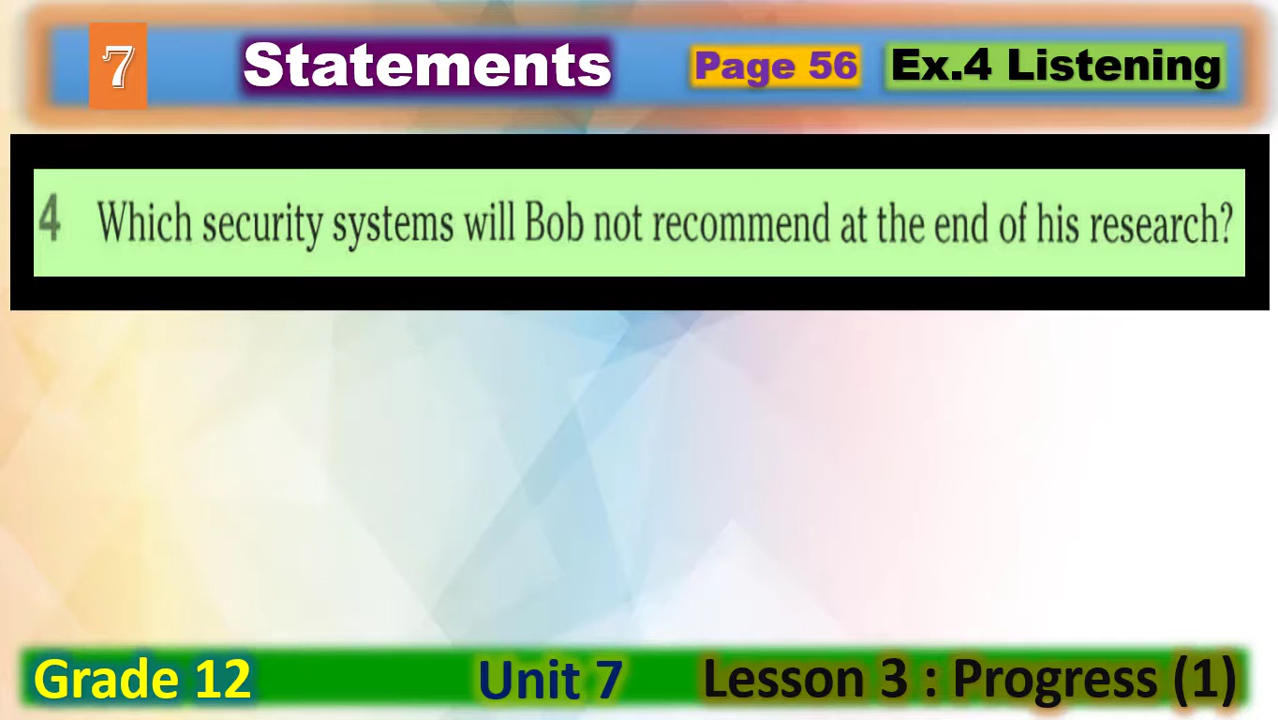 7 Statements Page 56 Ex.4 Listening
4 Which security systems will Bob not recommend at the end of his research?
Grade 12 Unit 7 Lesson 3 : Progress (1)